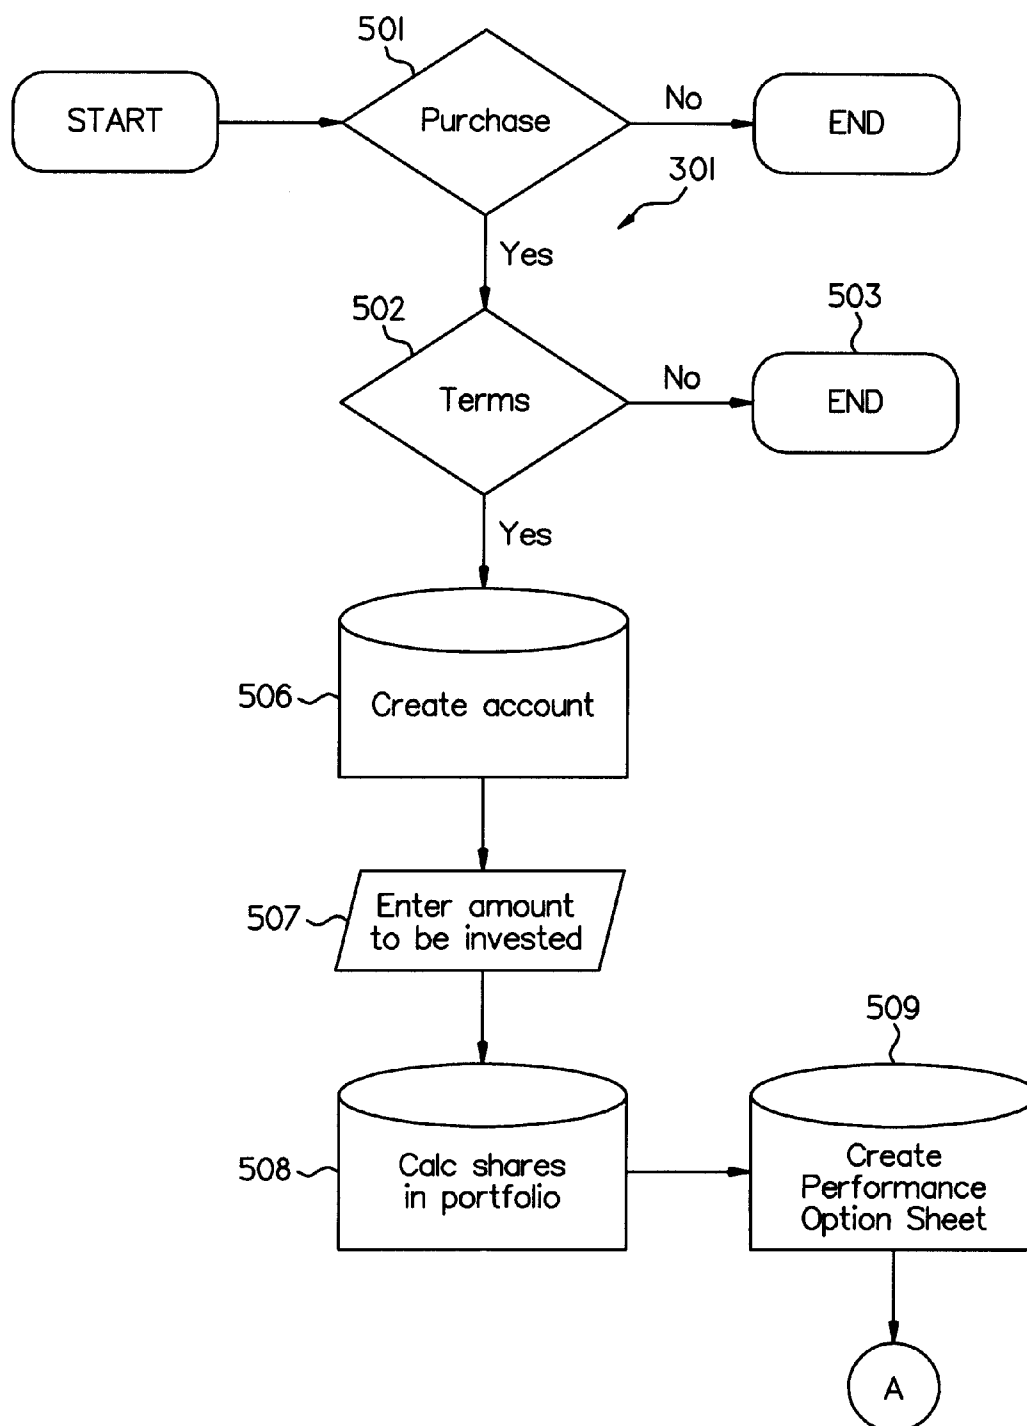 501
START
Purchase
No
END
301
Yes
502
503
Terms
No
END
Yes
506
Create account
507
Enter amount
to be invested
509
508
Calc shares
in portfolio
Create
Performance
Option Sheet
A